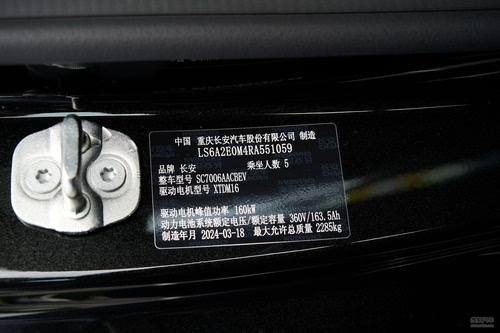 中国 重庆长安汽车股份有限公司 制造
LS6A2E0M4RA551059
品牌 长安 乘坐人数 5
整车型号 SC7006AACBEV
驱动电机型号 XTDM16
驱动电机峰值功率 160kW
动力电池系统额定电压/额定容量 360V/163.5Ah
制造年月 2024-03-18 最大允许总质量 2285kg